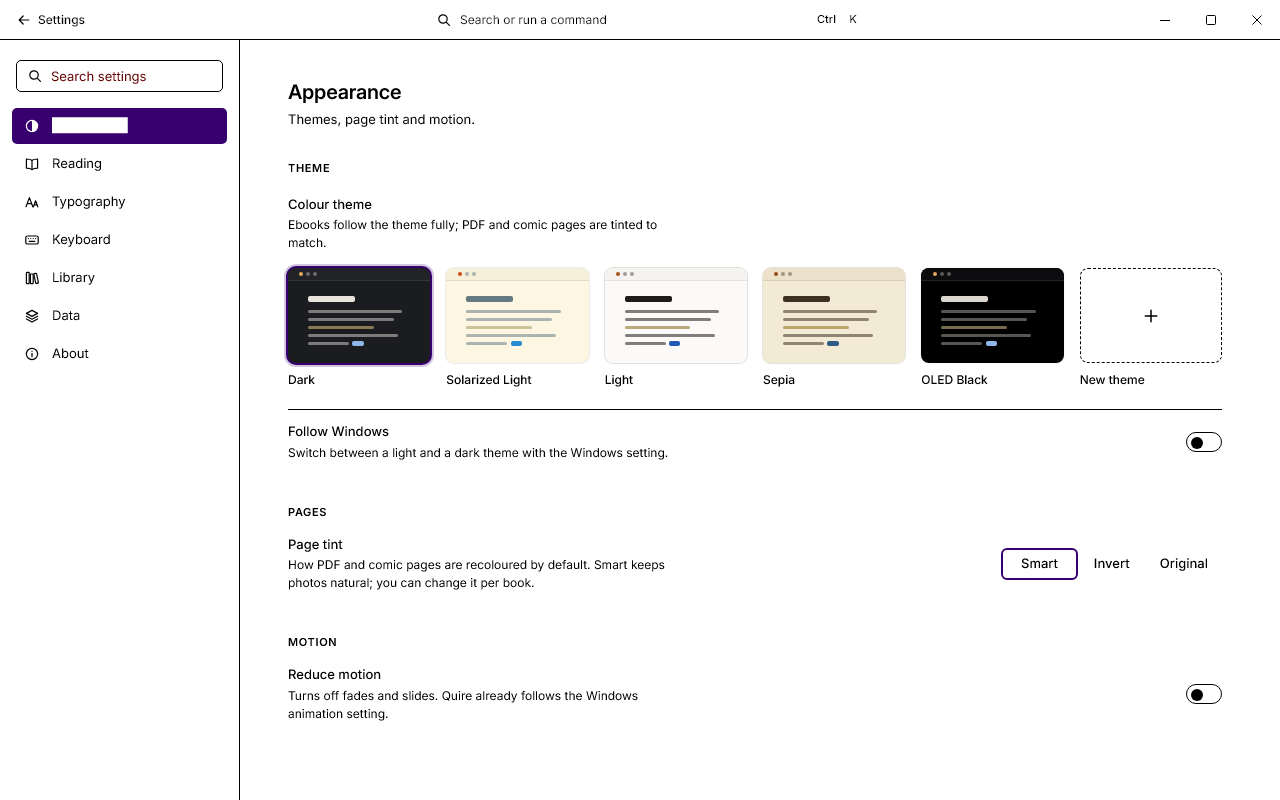 Settings
Search or run a command
Ctrl K
Search settings
Reading
Typography
Keyboard
Library
Data
About
Appearance
Themes, page tint and motion.
THEME
Colour theme
Ebooks follow the theme fully; PDF and comic pages are tinted to
match.
Dark
Solarized Light
Light
Sepia
OLED Black
New theme
Follow Windows
Switch between a light and a dark theme with the Windows setting.
PAGES
Page tint
How PDF and comic pages are recoloured by default. Smart keeps
photos natural; you can change it per book.
Smart
Invert
Original
MOTION
Reduce motion
Turns off fades and slides. Quire already follows the Windows
animation setting.